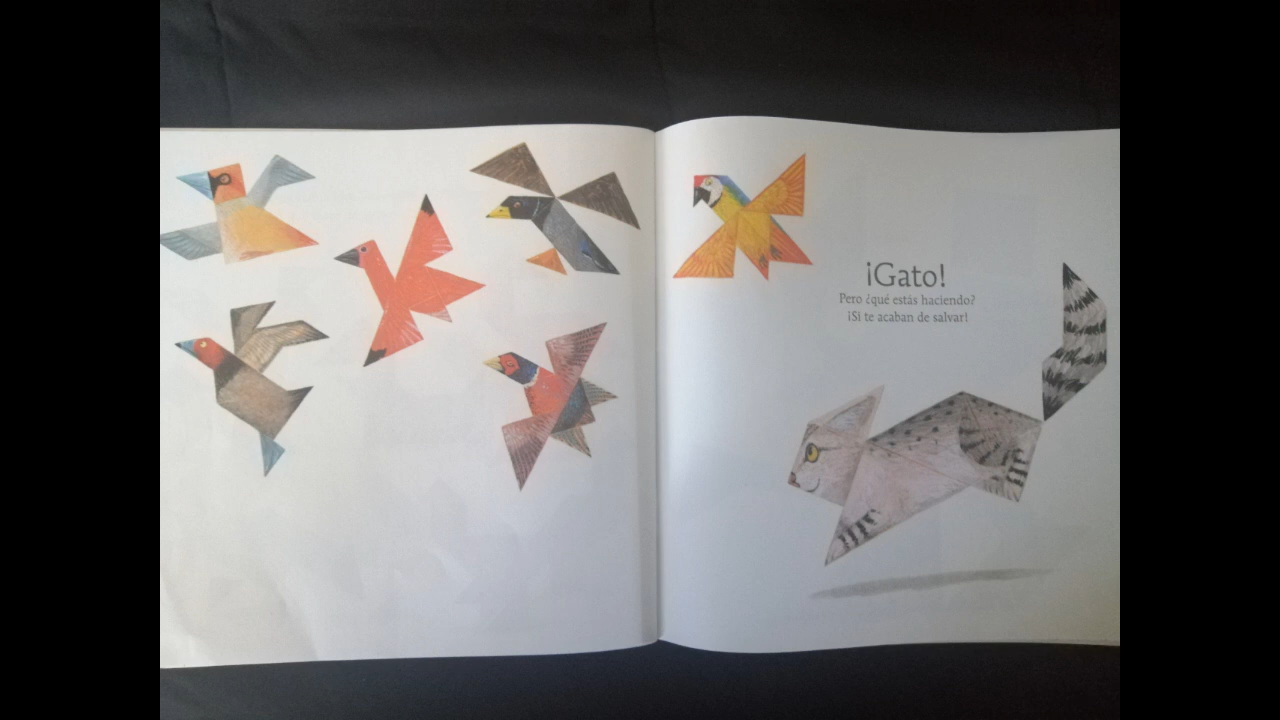 ¡Gato!
Pero ¿qué estás haciendo?
¡Si te acaban de salvar!